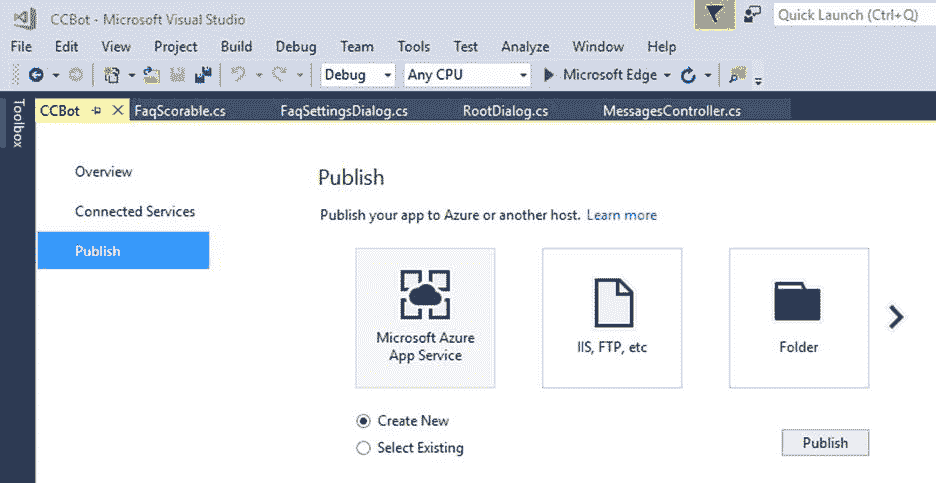 CCBot - Microsoft Visual Studio
Quick Launch (Ctrl+Q)
File Edit View Project Build Debug Team Tools Test Analyze Window Help
Debug Any CPU Microsoft Edge
Toolbox
CCBot FaqScorable.cs FaqSettingsDialog.cs RootDialog.cs MessagesController.cs
Overview
Connected Services
Publish
Publish
Publish your app to Azure or another host. Learn more
Microsoft Azure
App Service
IIS, FTP, etc
Folder
Create New
Select Existing
Publish